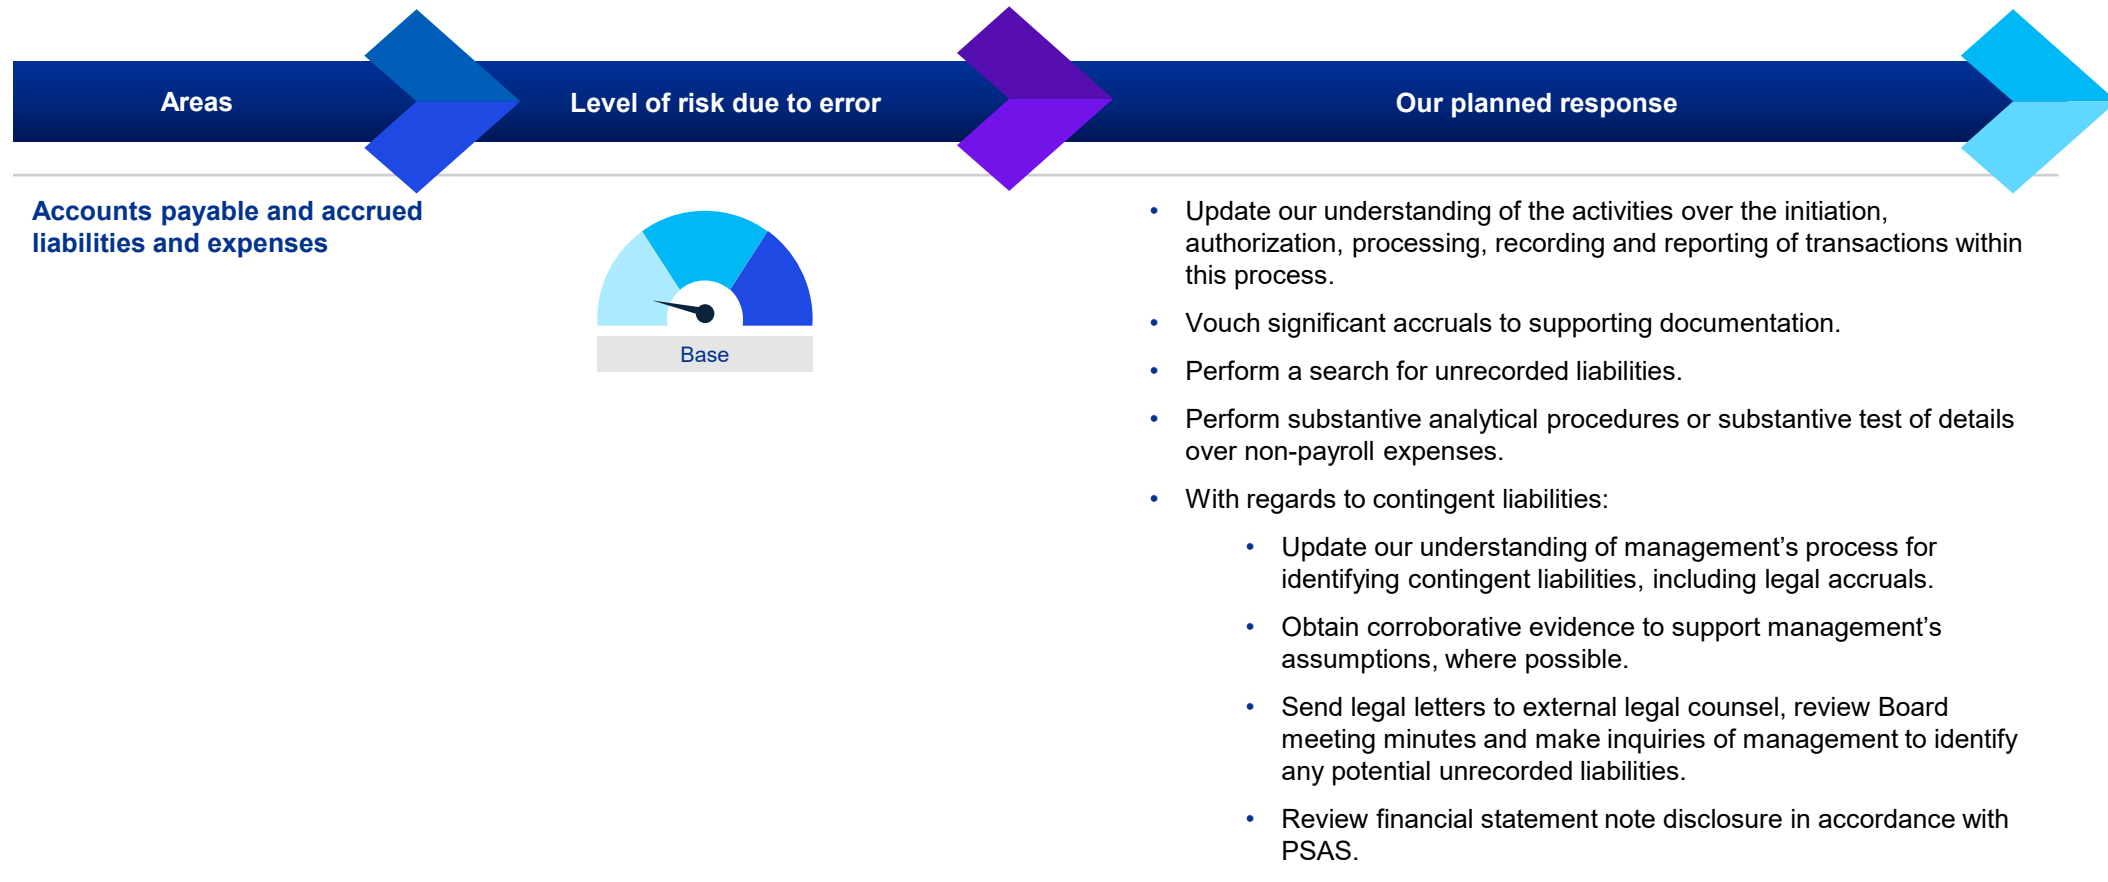 Areas
Level of risk due to error
Our planned response
Accounts payable and accrued
liabilities and expenses
Base
• Update our understanding of the activities over the initiation,
authorization, processing, recording and reporting of transactions within
this process.
• Vouch significant accruals to supporting documentation.
• Perform a search for unrecorded liabilities.
• Perform substantive analytical procedures or substantive test of details
over non-payroll expenses.
• With regards to contingent liabilities:
• Update our understanding of management’s process for
identifying contingent liabilities, including legal accruals.
• Obtain corroborative evidence to support management’s
assumptions, where possible.
• Send legal letters to external legal counsel, review Board
meeting minutes and make inquiries of management to identify
any potential unrecorded liabilities.
• Review financial statement note disclosure in accordance with
PSAS.